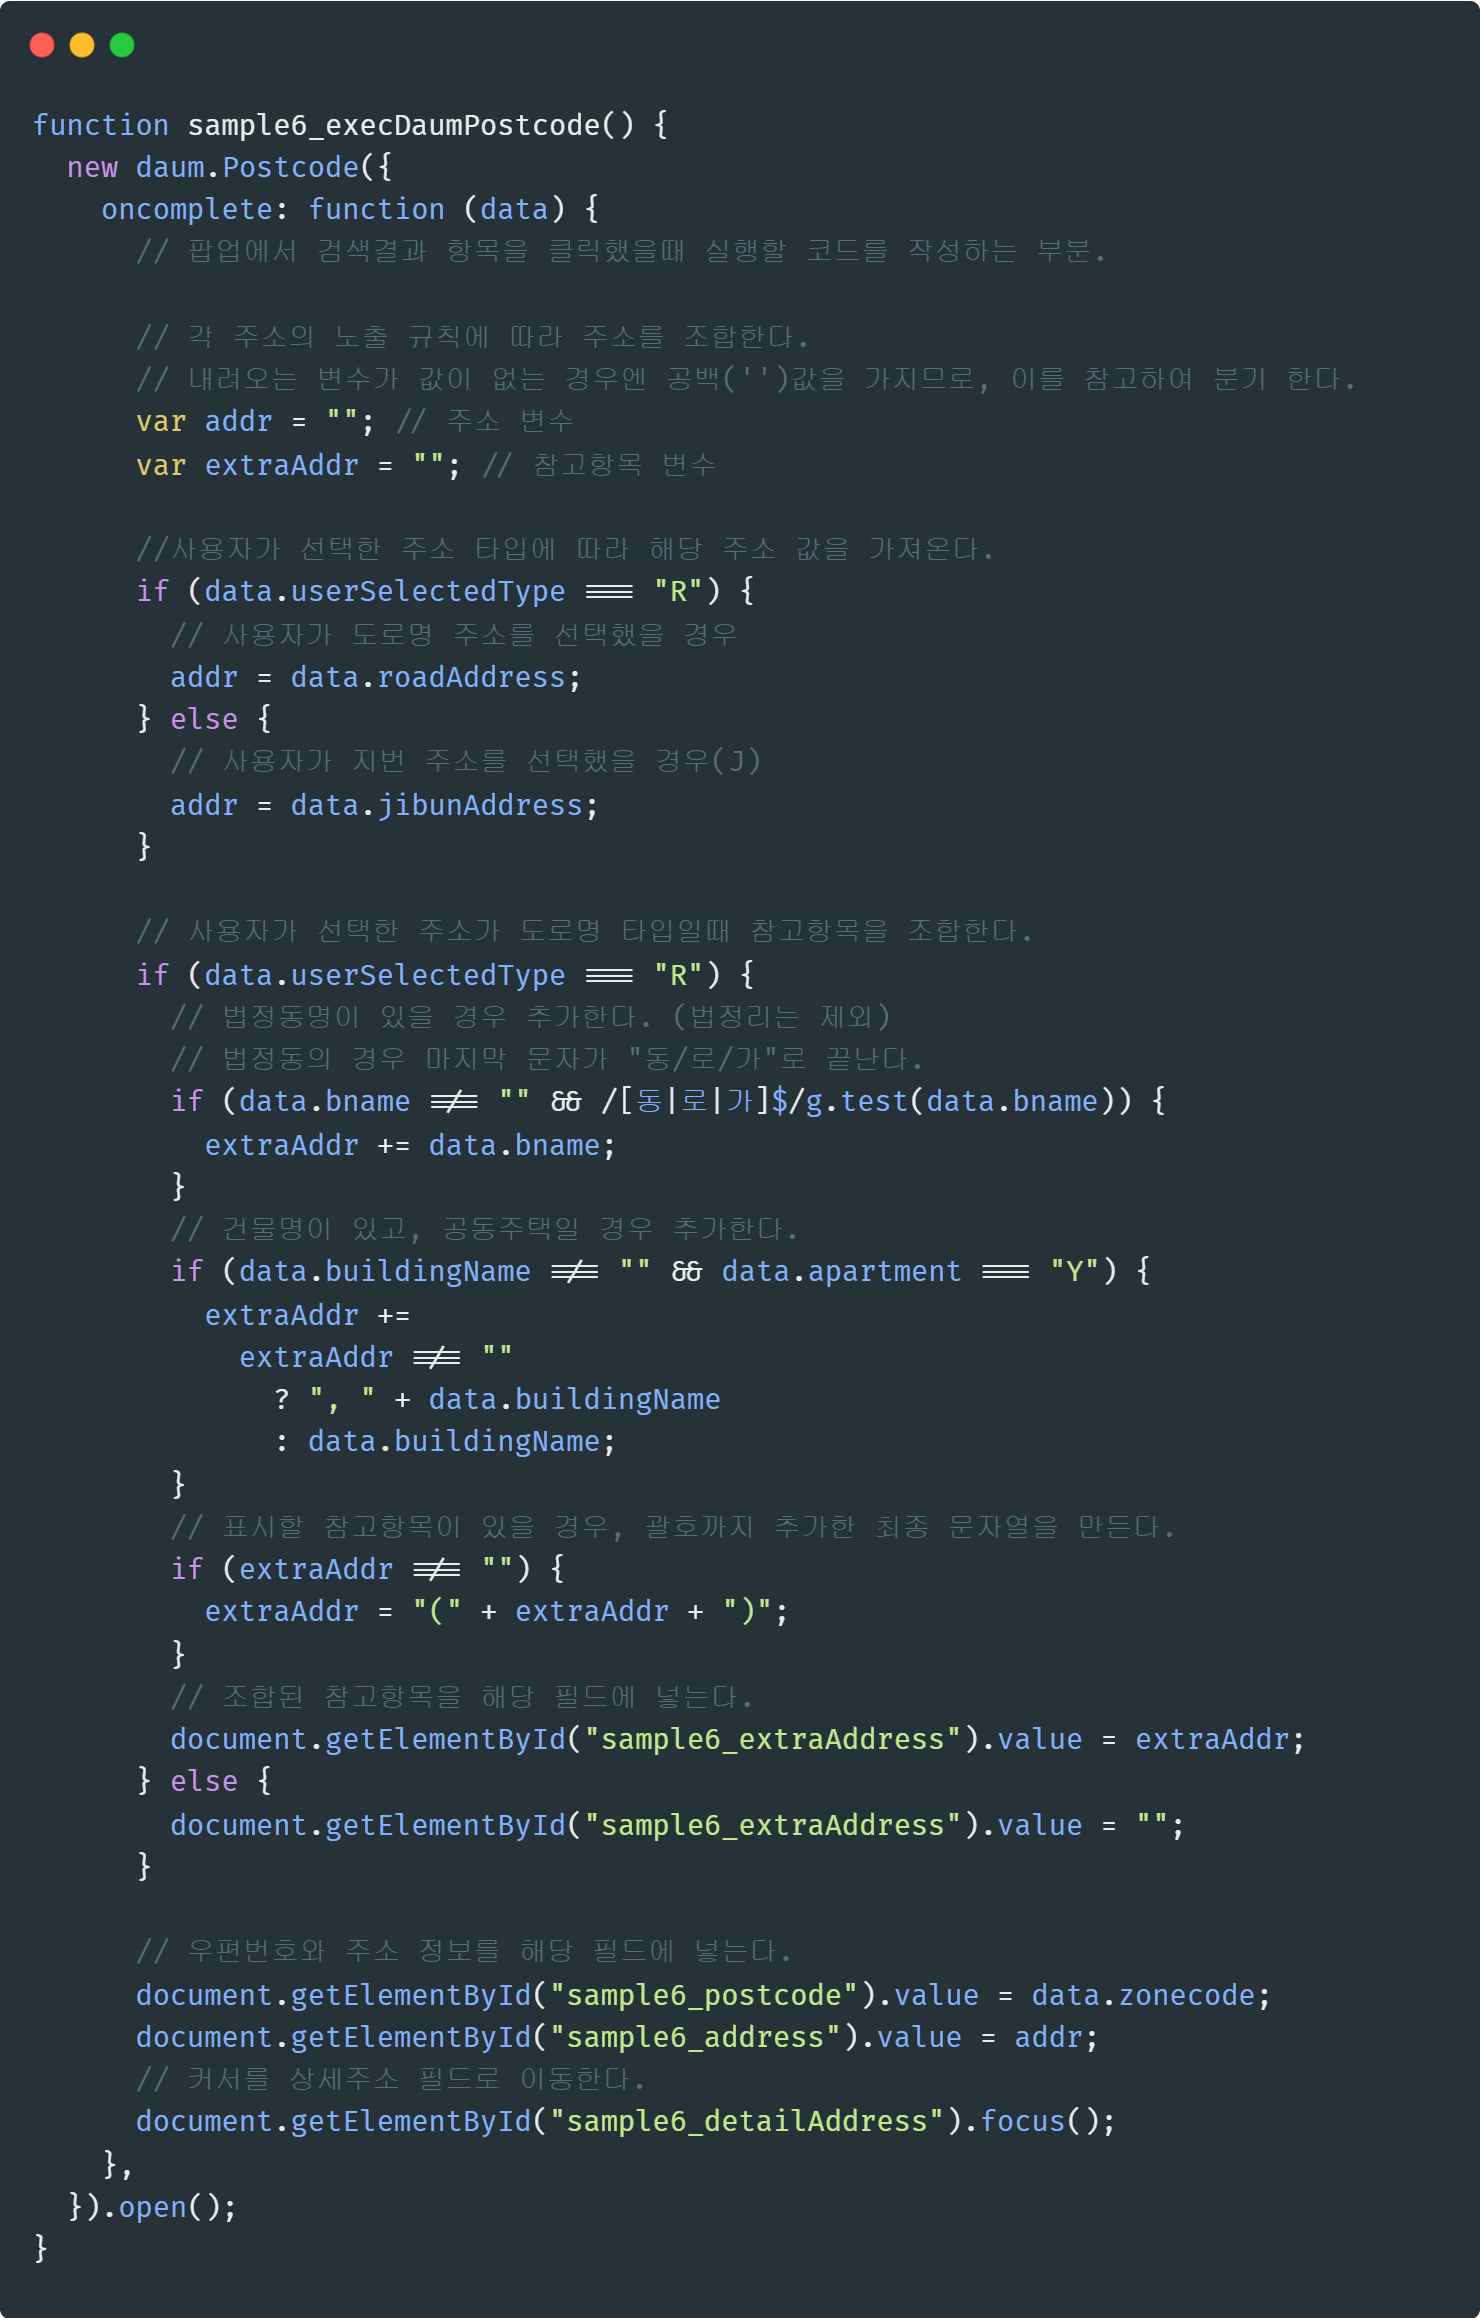 function sample6_execDaumPostcode() {
  new daum.Postcode({
    oncomplete: function (data) {
      // 팝업에서 검색결과 항목을 클릭했을때 실행할 코드를 작성하는 부분.

      // 각 주소의 노출 규칙에 따라 주소를 조합한다.
      // 내려오는 변수가 값이 없는 경우엔 공백('')값을 가지므로, 이를 참고하여 분기 한다.
      var addr = ""; // 주소 변수
      var extraAddr = ""; // 참고항목 변수

      //사용자가 선택한 주소 타입에 따라 해당 주소 값을 가져온다.
      if (data.userSelectedType === "R") {
        // 사용자가 도로명 주소를 선택했을 경우
        addr = data.roadAddress;
      } else {
        // 사용자가 지번 주소를 선택했을 경우(J)
        addr = data.jibunAddress;
      }

      // 사용자가 선택한 주소가 도로명 타입일때 참고항목을 조합한다.
      if (data.userSelectedType === "R") {
        // 법정동명이 있을 경우 추가한다. (법정리는 제외)
        // 법정동의 경우 마지막 문자가 "동/로/가"로 끝난다.
        if (data.bname !== "" && /[동|로|가]$/g.test(data.bname)) {
          extraAddr += data.bname;
        }
        // 건물명이 있고, 공동주택일 경우 추가한다.
        if (data.buildingName !== "" && data.apartment === "Y") {
          extraAddr +=
            extraAddr !== ""
              ? ", " + data.buildingName
              : data.buildingName;
        }
        // 표시할 참고항목이 있을 경우, 괄호까지 추가한 최종 문자열을 만든다.
        if (extraAddr !== "") {
          extraAddr = "(" + extraAddr + ")";
        }
        // 조합된 참고항목을 해당 필드에 넣는다.
        document.getElementById("sample6_extraAddress").value = extraAddr;
      } else {
        document.getElementById("sample6_extraAddress").value = "";
      }

      // 우편번호와 주소 정보를 해당 필드에 넣는다.
      document.getElementById("sample6_postcode").value = data.zonecode;
      document.getElementById("sample6_address").value = addr;
      // 커서를 상세주소 필드로 이동한다.
      document.getElementById("sample6_detailAddress").focus();
    },
  }).open();
}